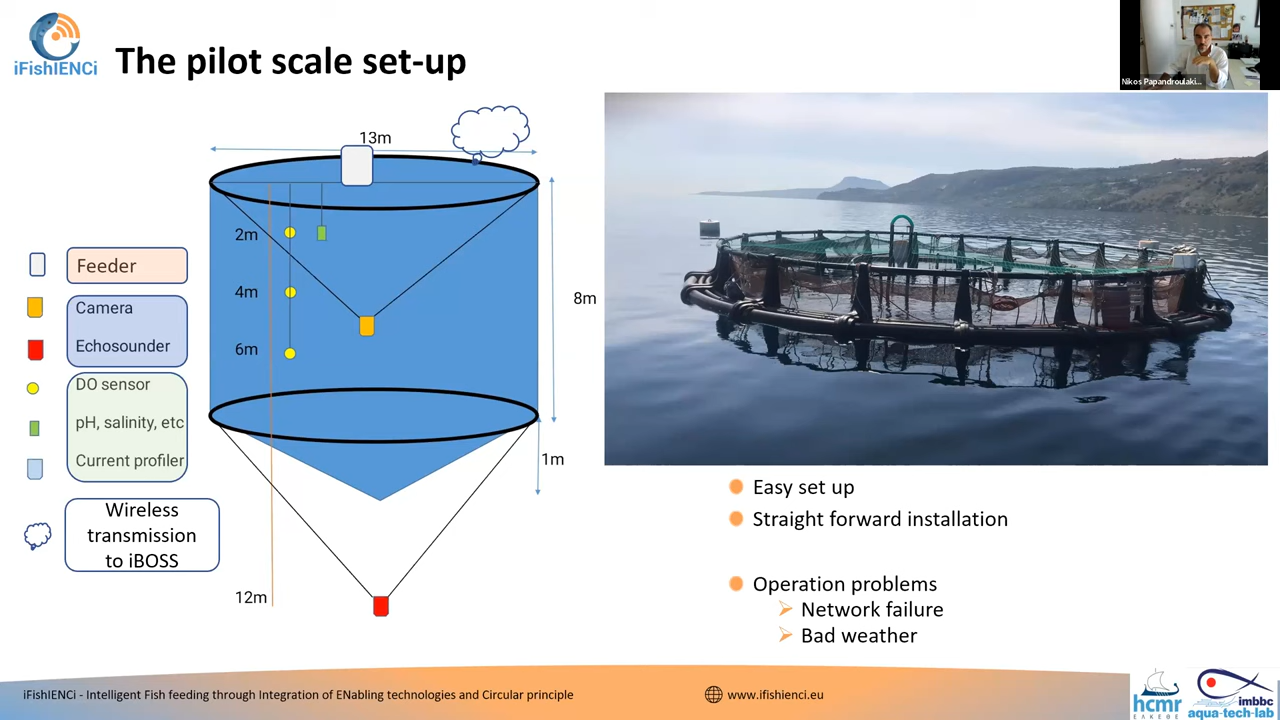 iFishIENCi
The pilot scale set-up
Nikos Papandroulaki...
13m
2m
4m
6m
8m
1m
12m
Feeder
Camera
Echosounder
DO sensor
pH, salinity, etc
Current profiler
Wireless
transmission
to iBOSS
Easy set up
Straight forward installation
Operation problems
Network failure
Bad weather
iFishIENCi - Intelligent Fish feeding through Integration of ENabling technologies and Circular principle
www.ifishienci.eu
hcmr
ΕΛΚΕΘΕ
imbbc
aqua-tech-lab